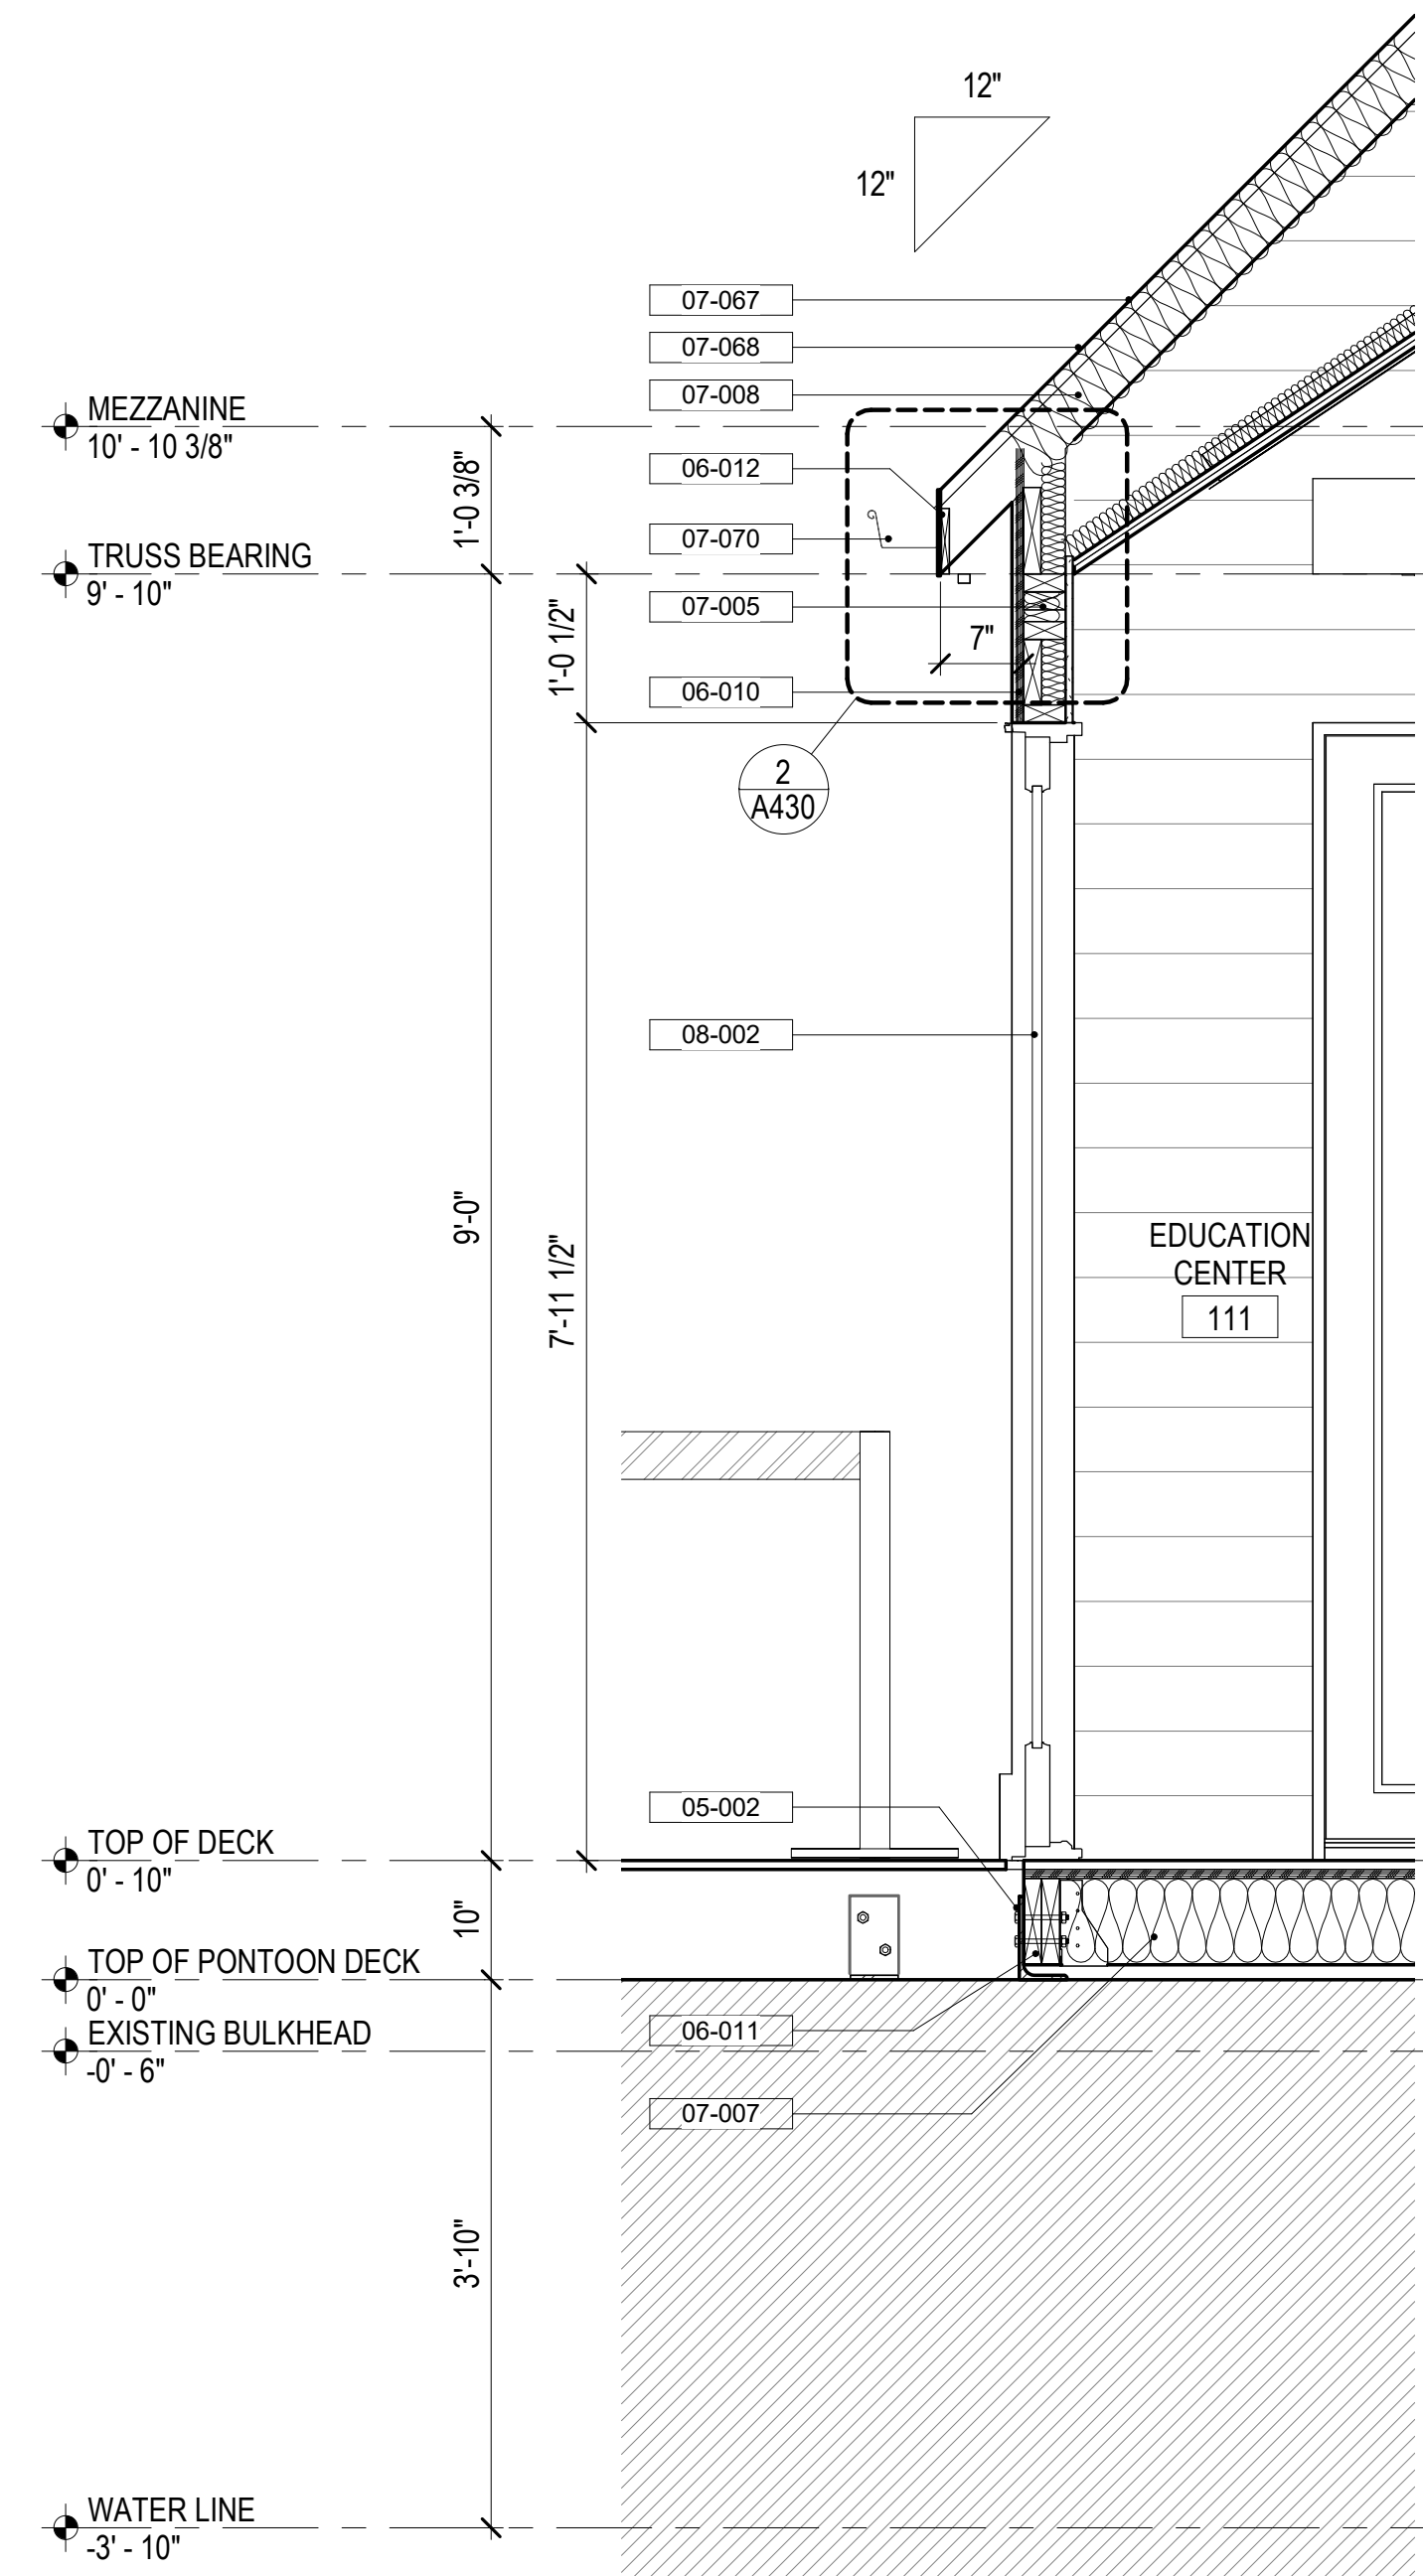 12"
12"
07-067
07-068
07-008
MEZZANINE
10' - 10 3/8"
06-012
1'-0 3/8"
07-070
TRUSS BEARING
9' - 10"
07-005
1'-0 1/2"
7"
06-010
2
A430
08-002
9'-0"
7'-11 1/2"
EDUCATION
CENTER
111
05-002
TOP OF DECK
0' - 10"
10"
TOP OF PONTOON DECK
0' - 0"
EXISTING BULKHEAD
-0' - 6"
06-011
07-007
3'-10"
WATER LINE
-3' - 10"